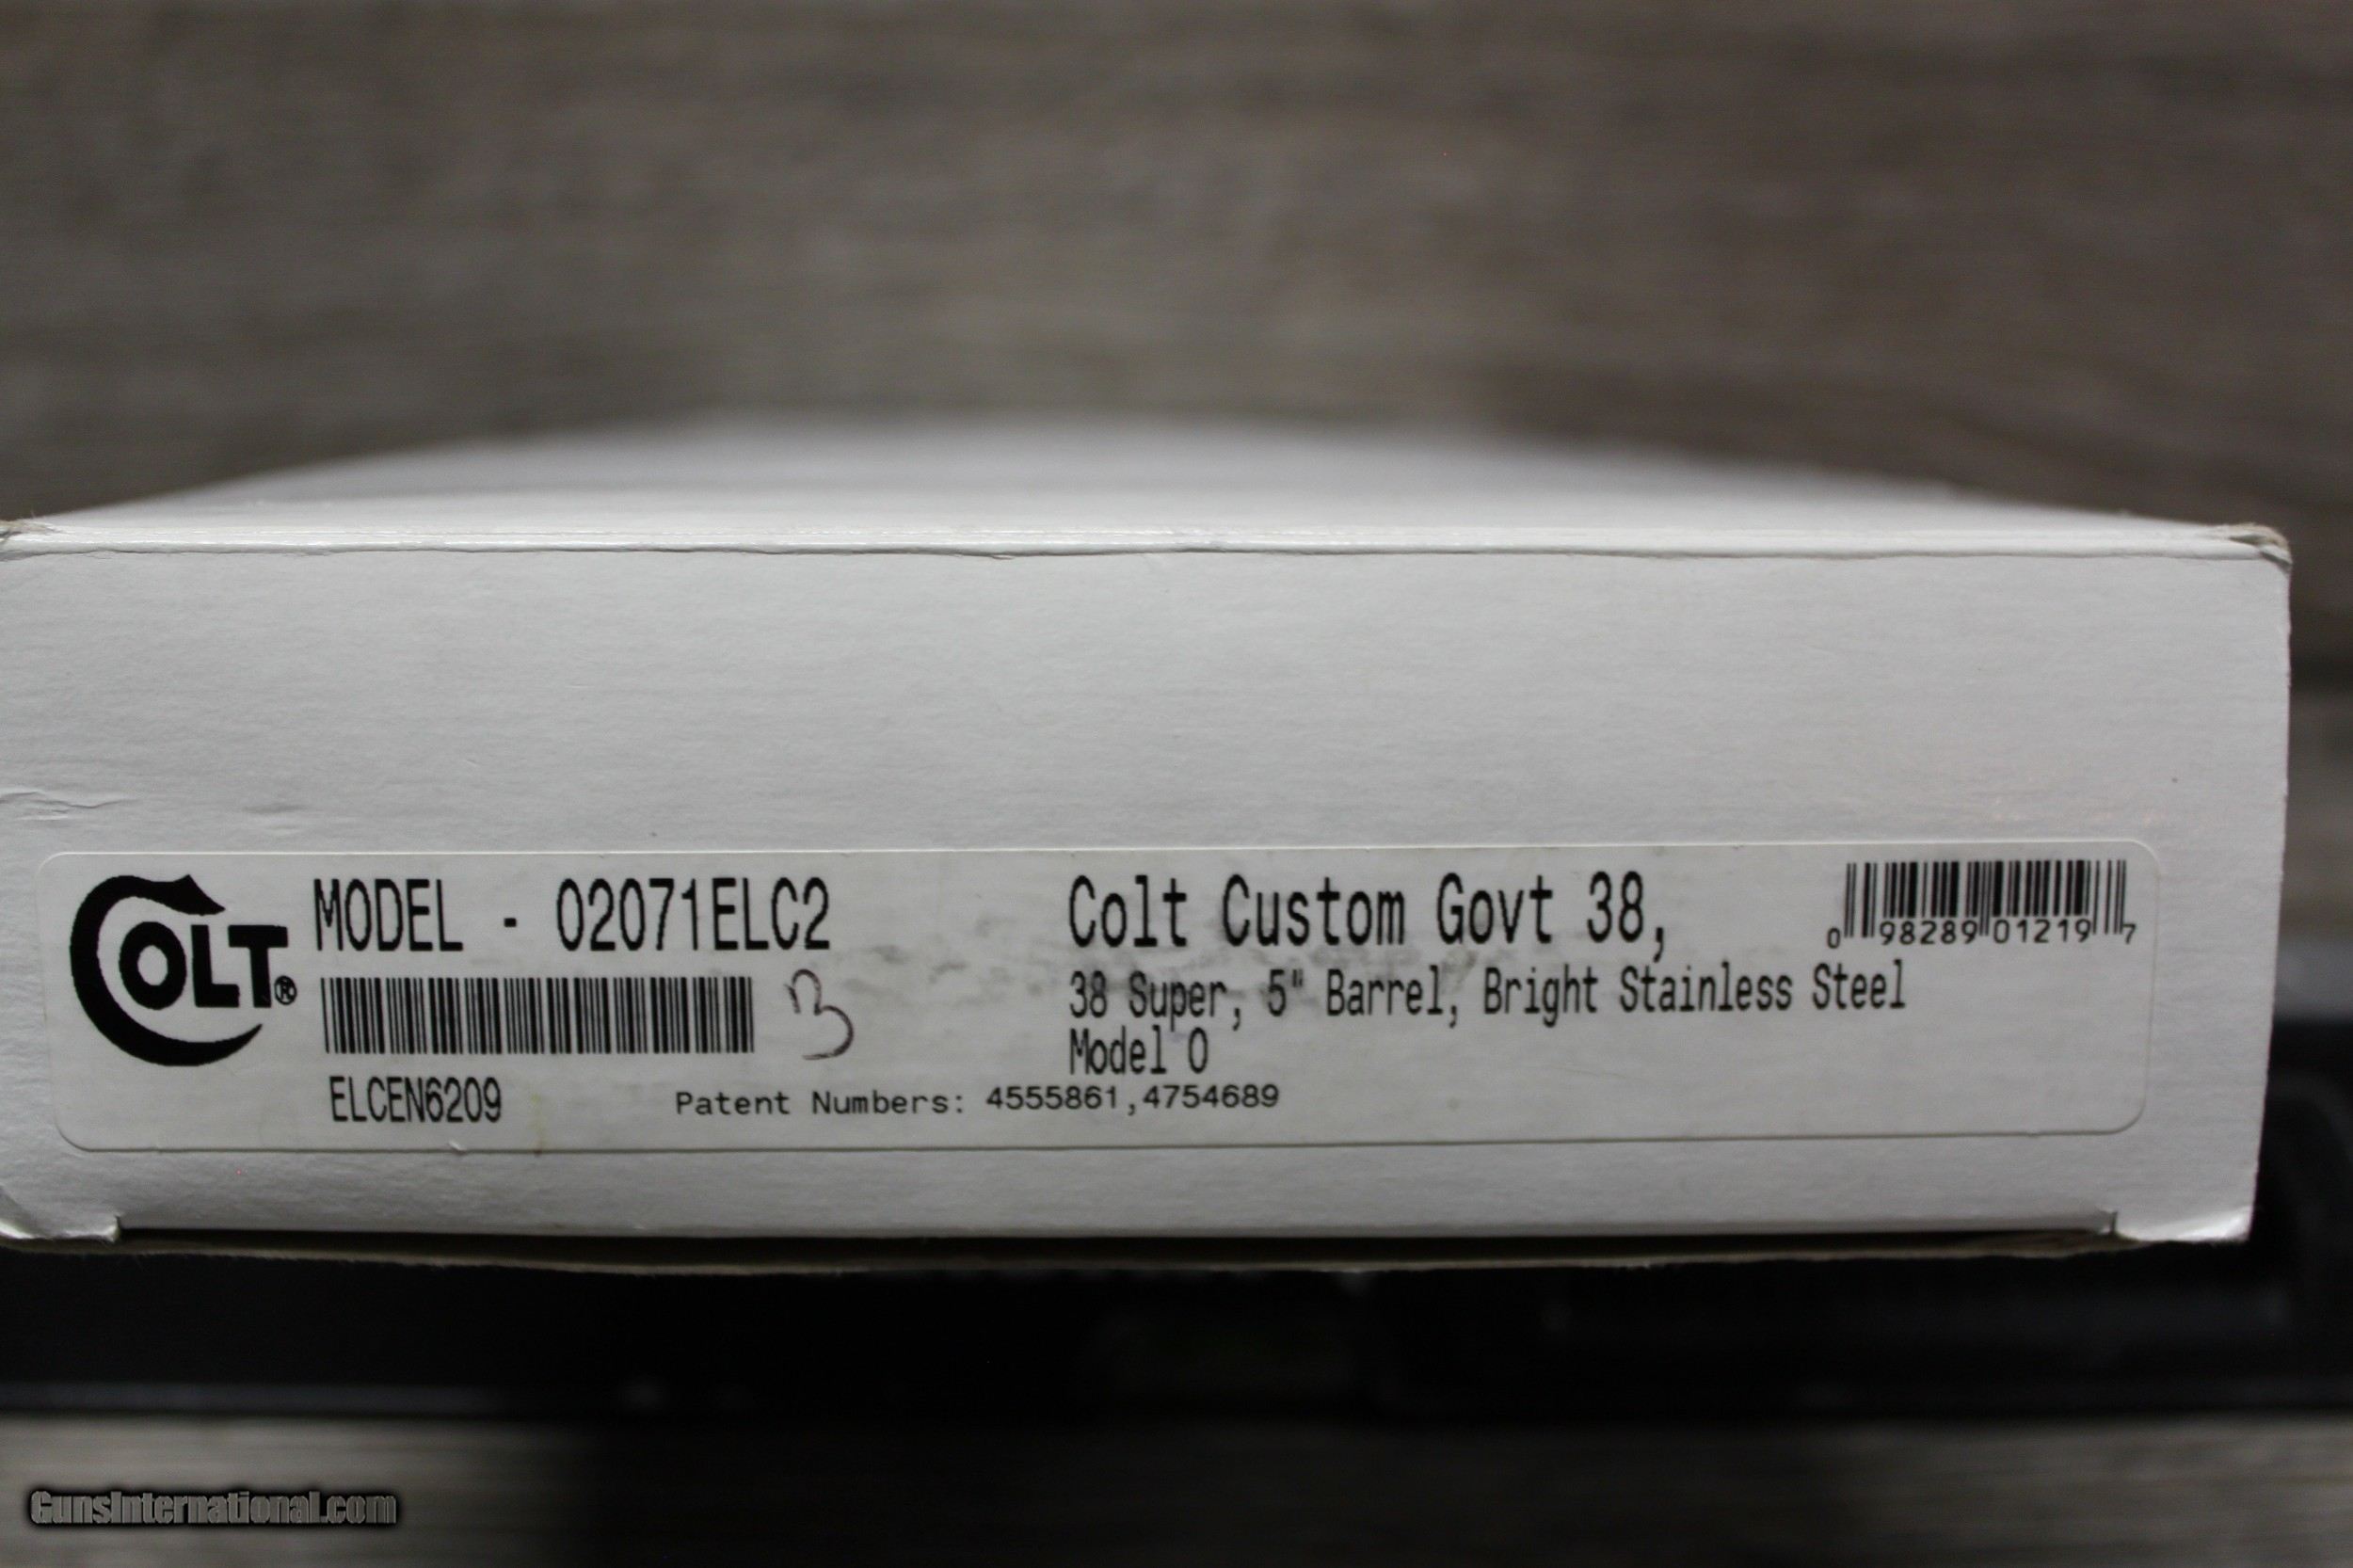 COLT®
MODEL - 02071ELC2
Colt Custom Govt 38,
0 98289 01219 7
38 Super, 5" Barrel, Bright Stainless Steel
Model O
ELCEN6209
Patent Numbers: 4555861,4754689
GunsInternational.com